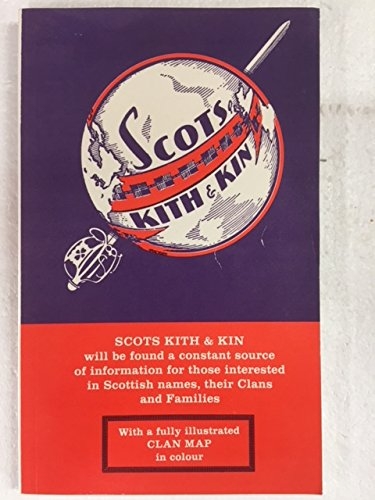 SCOTS
KITH & KIN
SCOTS KITH & KIN
will be found a constant source
of information for those interested
in Scottish names, their Clans
and Families
With a fully illustrated
CLAN MAP
in colour